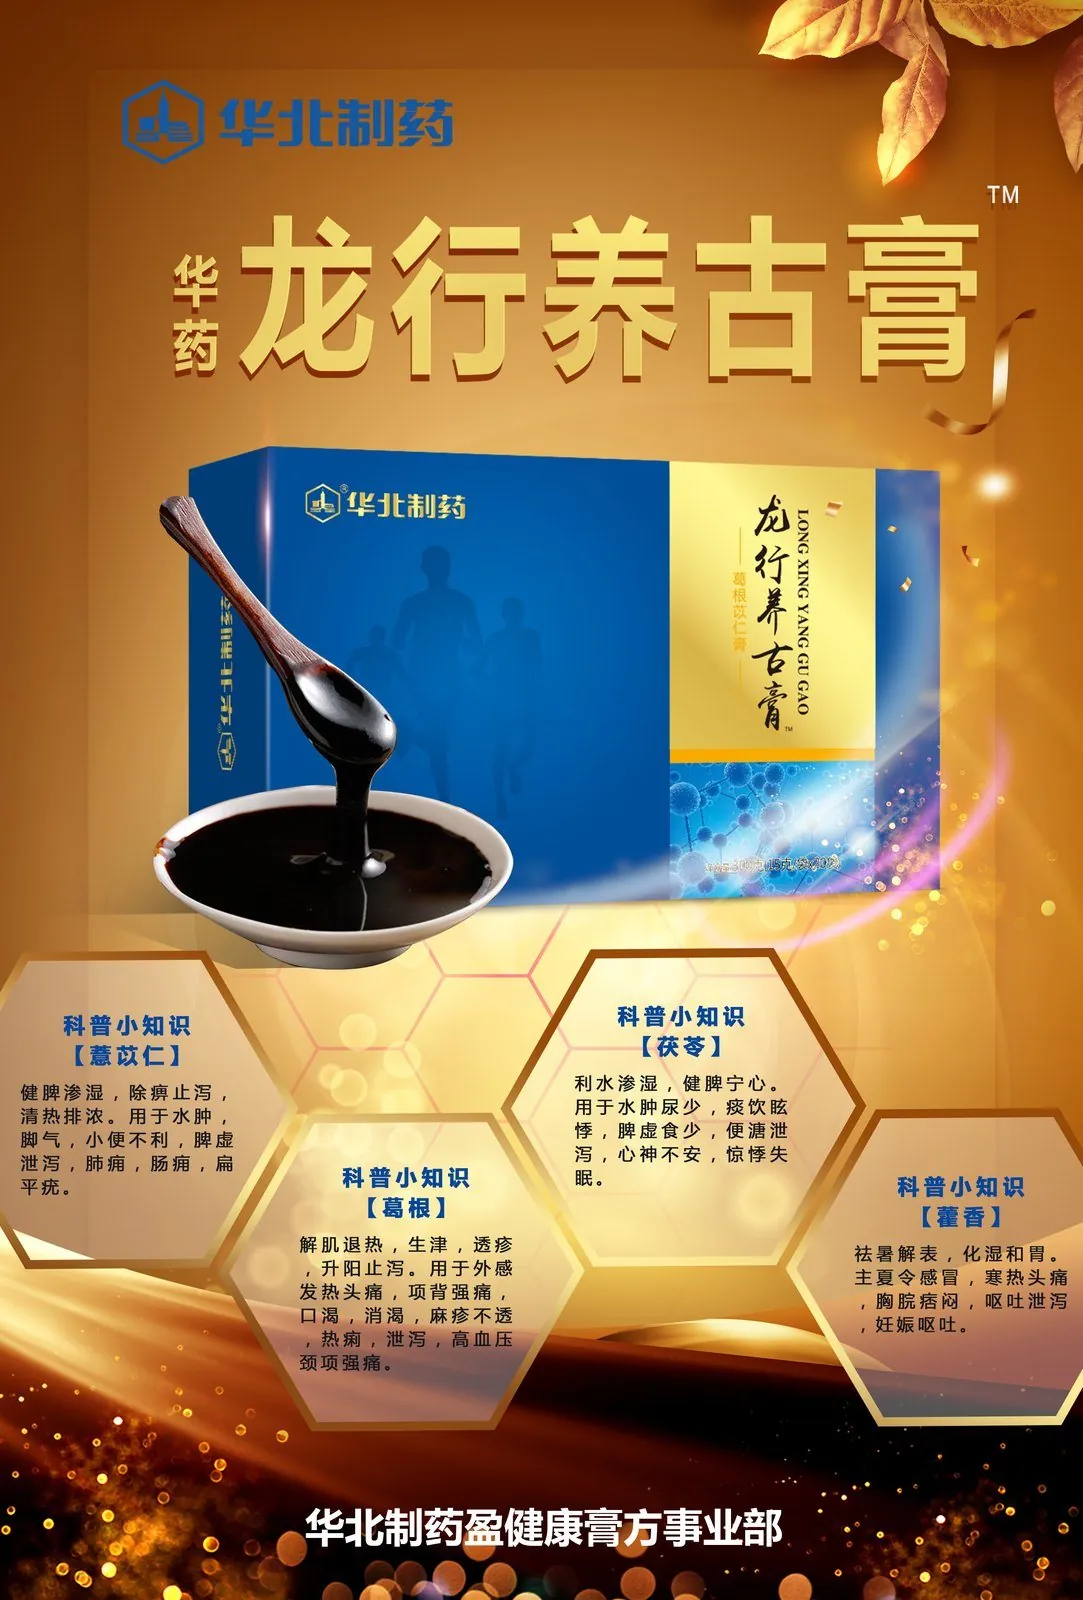 华北制药
TM
华药
龙行养古膏
华北制药
龙行养古膏
TM
LONG XING YANG GU GAO
葛根苡仁膏
华北制药
科普小知识
【薏苡仁】
健脾渗湿，除痹止泻，
清热排浓。用于水肿，
脚气，小便不利，脾虚
泄泻，肺痈，肠痈，扁
平疣。
科普小知识
【茯苓】
利水渗湿，健脾宁心。
用于水肿尿少，痰饮眩
悸，脾虚食少，便溏泄
泻，心神不安，惊悸失
眠。
科普小知识
【葛根】
解肌退热，生津，透疹
，升阳止泻。用于外感
发热头痛，项背强痛，
口渴，消渴，麻疹不透
，热痢，泄泻，高血压
颈项强痛。
科普小知识
【藿香】
祛暑解表，化湿和胃。
主夏令感冒，寒热头痛
，胸脘痞闷，呕吐泄泻
，妊娠呕吐。
华北制药盈健康膏方事业部